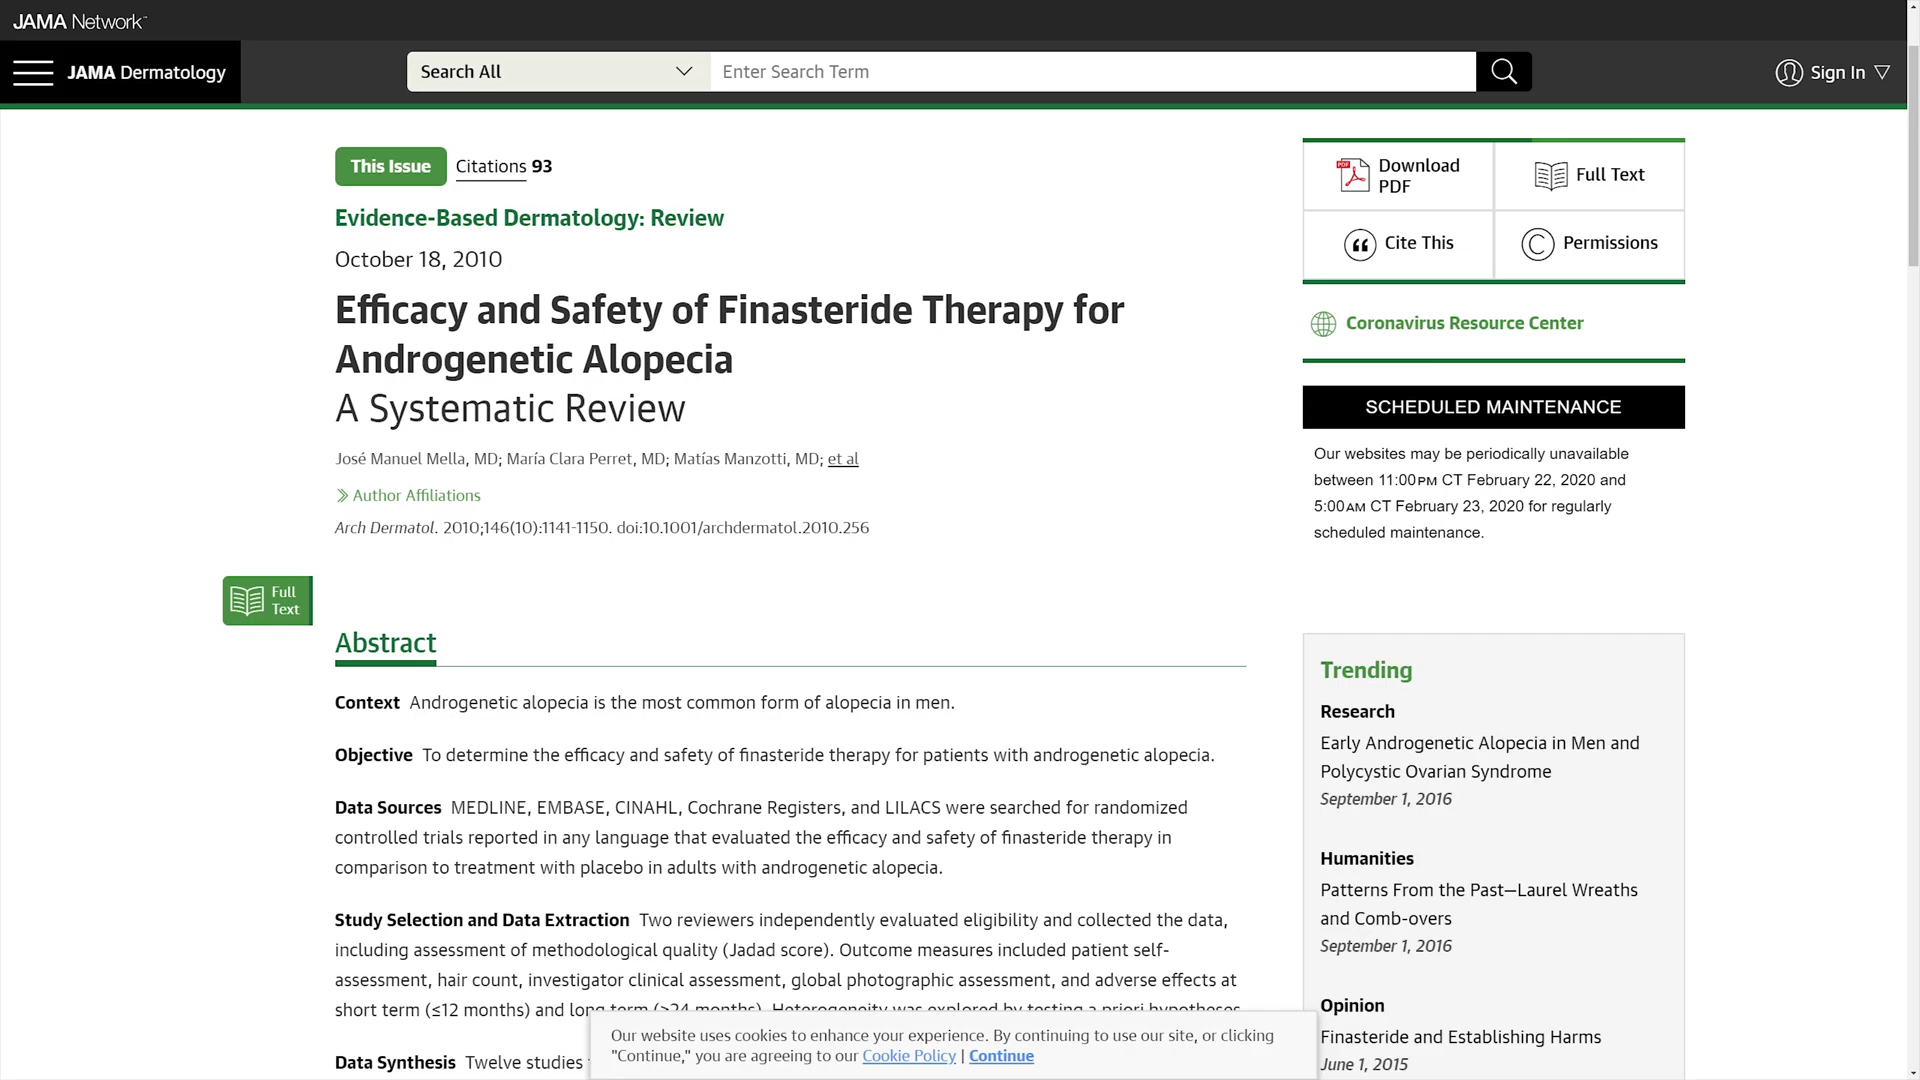 JAMA Network
JAMA Dermatology
Search All
Enter Search Term
Sign In
This Issue
Citations 93
Evidence-Based Dermatology: Review
October 18, 2010
Efficacy and Safety of Finasteride Therapy for
Androgenetic Alopecia
A Systematic Review
José Manuel Mella, MD; María Clara Perret, MD; Matías Manzotti, MD; et al
Author Affiliations
Arch Dermatol. 2010;146(10):1141-1150. doi:10.1001/archdermatol.2010.256
Full
Text
Abstract
Context Androgenetic alopecia is the most common form of alopecia in men.
Objective To determine the efficacy and safety of finasteride therapy for patients with androgenetic alopecia.
Data Sources MEDLINE, EMBASE, CINAHL, Cochrane Registers, and LILACS were searched for randomized
controlled trials reported in any language that evaluated the efficacy and safety of finasteride therapy in
comparison to treatment with placebo in adults with androgenetic alopecia.
Study Selection and Data Extraction Two reviewers independently evaluated eligibility and collected the data,
including assessment of methodological quality (Jadad score). Outcome measures included patient self-
assessment, hair count, investigator clinical assessment, global photographic assessment, and adverse effects at
short term (≤12 months) and long term (≥24 months). Heterogeneity was explored by testing a priori hypotheses.
Data Synthesis Twelve studies
Download
PDF
Full Text
Cite This
Permissions
Coronavirus Resource Center
SCHEDULED MAINTENANCE
Our websites may be periodically unavailable
between 11:00PM CT February 22, 2020 and
5:00AM CT February 23, 2020 for regularly
scheduled maintenance.
Trending
Research
Early Androgenetic Alopecia in Men and
Polycystic Ovarian Syndrome
September 1, 2016
Humanities
Patterns From the Past—Laurel Wreaths
and Comb-overs
September 1, 2016
Opinion
Finasteride and Establishing Harms
June 1, 2015
Our website uses cookies to enhance your experience. By continuing to use our site, or clicking
"Continue," you are agreeing to our Cookie Policy | Continue